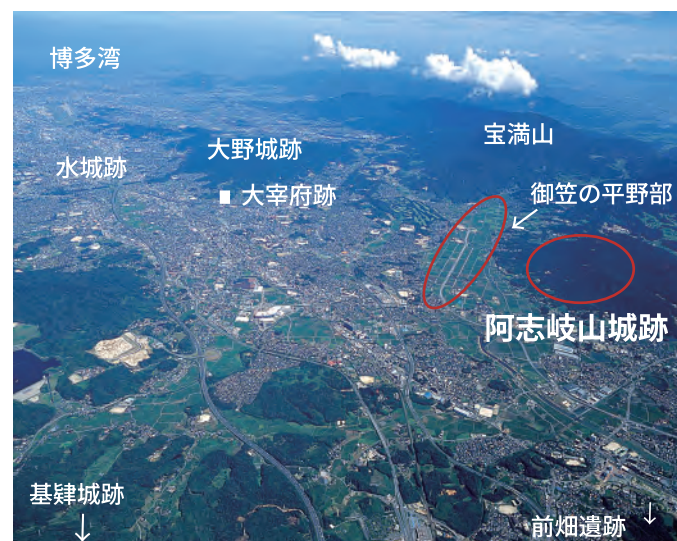 博多湾
宝満山
大野城跡
水城跡
大宰府跡
御笠の平野部
阿志岐山城跡
基肄城跡
前畑遺跡